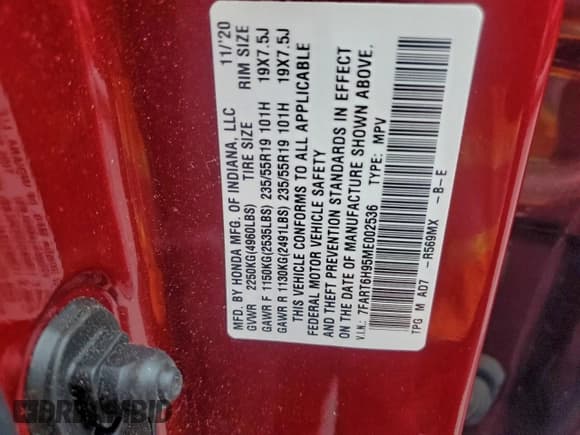 MFD. BY HONDA MFG. OF INDIANA, LLC 11/'20
GVWR 2250KG(4960LBS) TIRE SIZE RIM SIZE
GAWR F 1150KG(2535LBS) 235/55R19 101H 19X7.5J
GAWR R 1130KG(2491LBS) 235/55R19 101H 19X7.5J
THIS VEHICLE CONFORMS TO ALL APPLICABLE
FEDERAL MOTOR VEHICLE SAFETY
AND THEFT PREVENTION STANDARDS IN EFFECT
ON THE DATE OF MANUFACTURE SHOWN ABOVE.
V.I.N.: 7FART6H95ME002536 TYPE: MPV
TPG M AD7 -R569MX -B-E